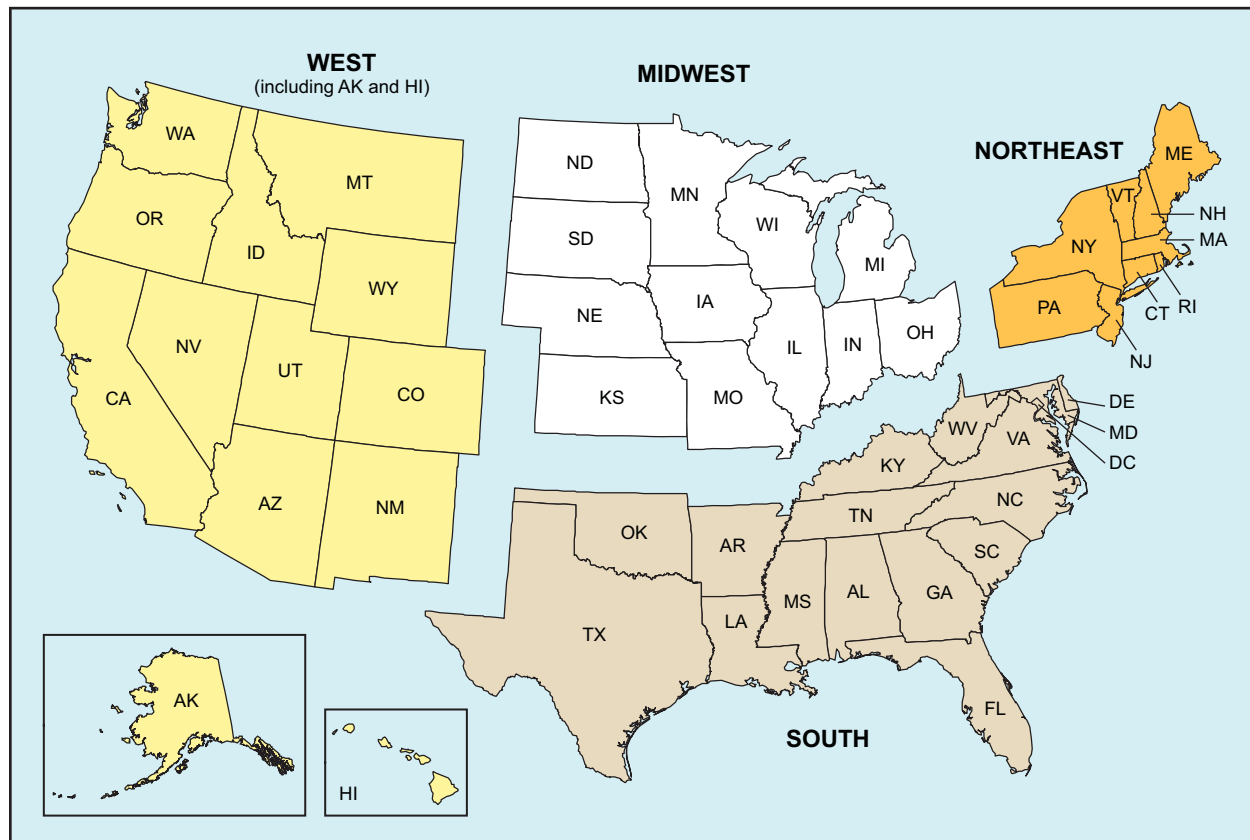 WEST
(including AK and HI)
MIDWEST
NORTHEAST
SOUTH
WA
MT
OR
ID
WY
NV
UT
CO
CA
AZ
NM
AK
HI
ND
MN
SD
WI
MI
NE
IA
IL
IN
OH
KS
MO
ME
VT
NH
NY
MA
PA
CT
RI
NJ
DE
MD
DC
WV
VA
KY
NC
TN
OK
AR
SC
MS
AL
GA
TX
LA
FL